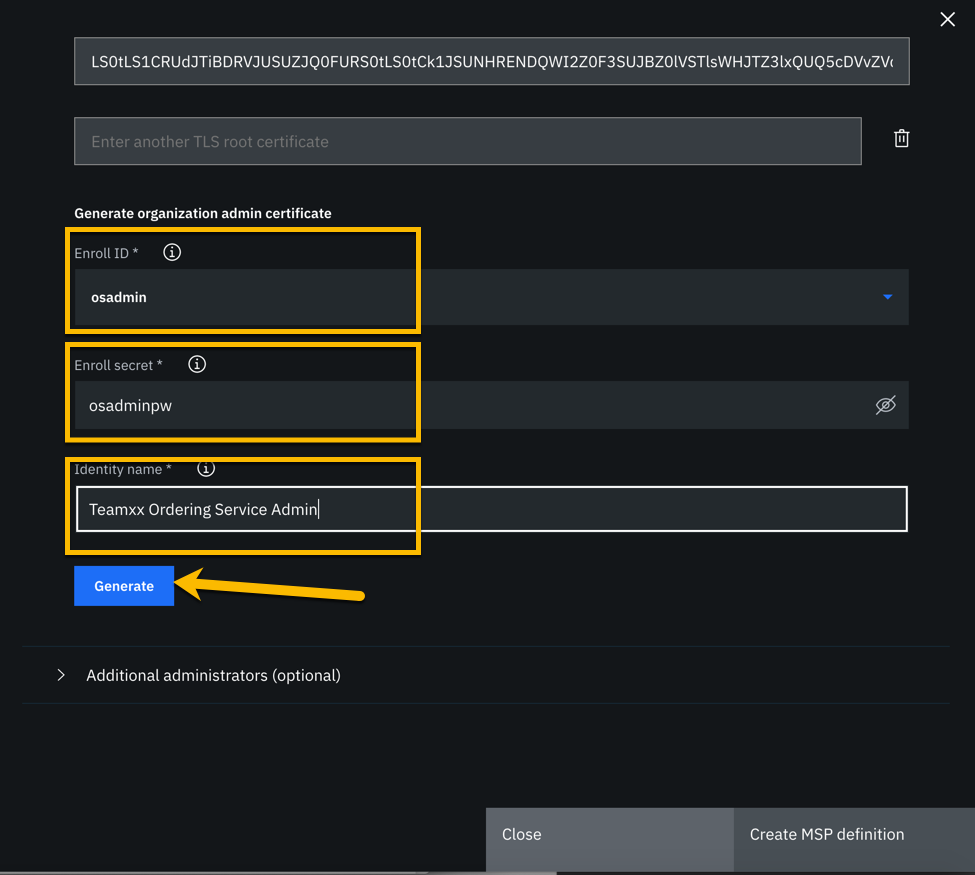 LS0tLS1CRUdJTiBDRVJUSUZJQ0FURS0tLS0tCk1JSUNHRENDQWI2Z0F3SUJBZ0lVSTlsWHJTZ3lxQUQ5cDVvZVc
Enter another TLS root certificate
Generate organization admin certificate
Enroll ID *
osadmin
Enroll secret *
osadminpw
Identity name *
Teamxx Ordering Service Admin
Generate
Additional administrators (optional)
Close
Create MSP definition